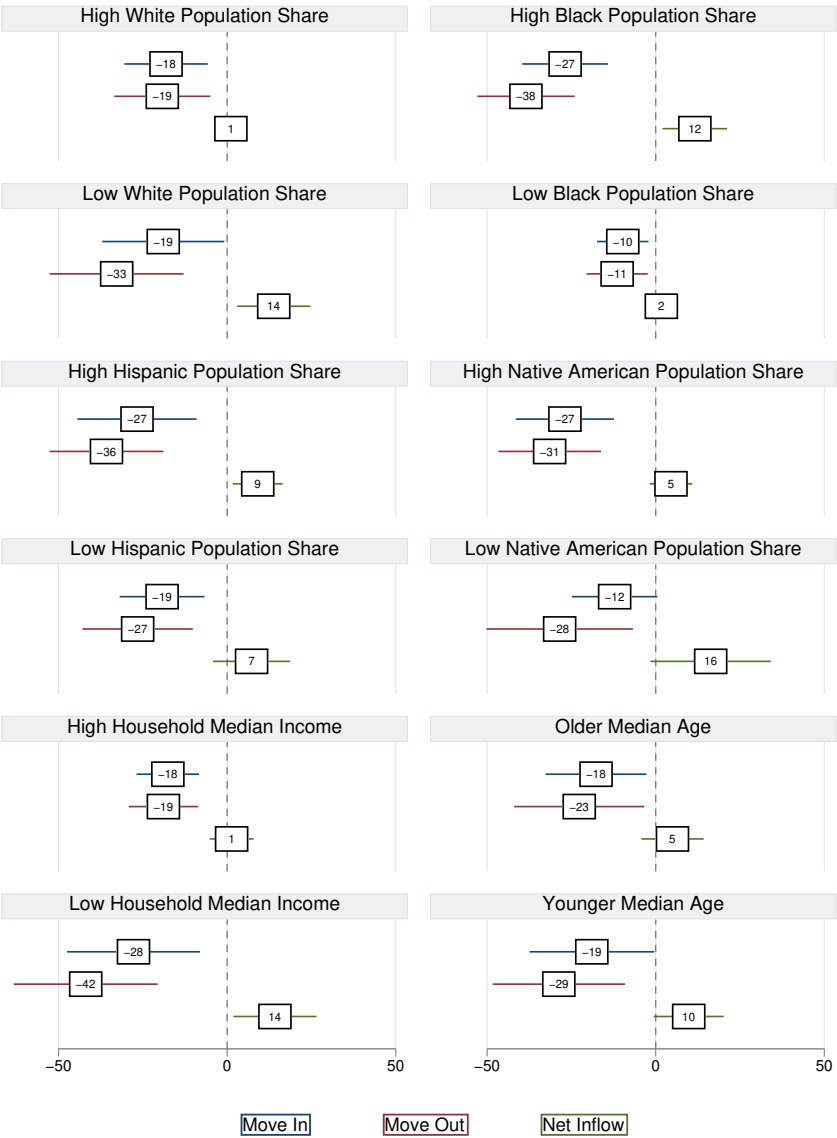 High White Population Share
−18
−19
1
High Black Population Share
−27
−38
12
Low White Population Share
−19
−33
14
Low Black Population Share
−10
−11
2
High Hispanic Population Share
−27
−36
9
High Native American Population Share
−27
−31
5
Low Hispanic Population Share
−19
−27
7
Low Native American Population Share
−12
−28
16
High Household Median Income
−18
−19
1
Older Median Age
−18
−23
5
Low Household Median Income
−28
−42
14
−50 0 50
Younger Median Age
−19
−29
10
−50 0 50
Move In Move Out Net Inflow